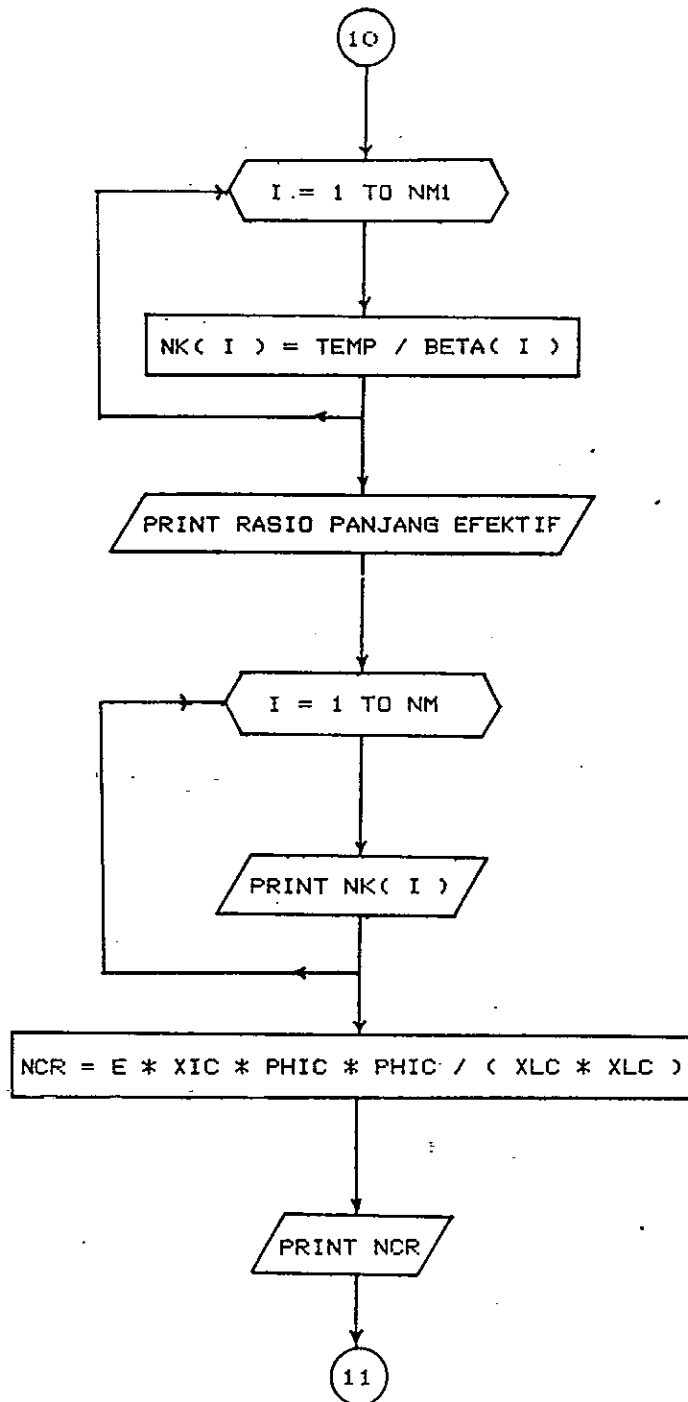 10
I = 1 TO NM1
NK( I ) = TEMP / BETA( I )
PRINT RASIO PANJANG EFEKTIF
I = 1 TO NM
PRINT NK( I )
NCR = E * XIC * PHIC * PHIC / ( XLC * XLC )
PRINT NCR
11